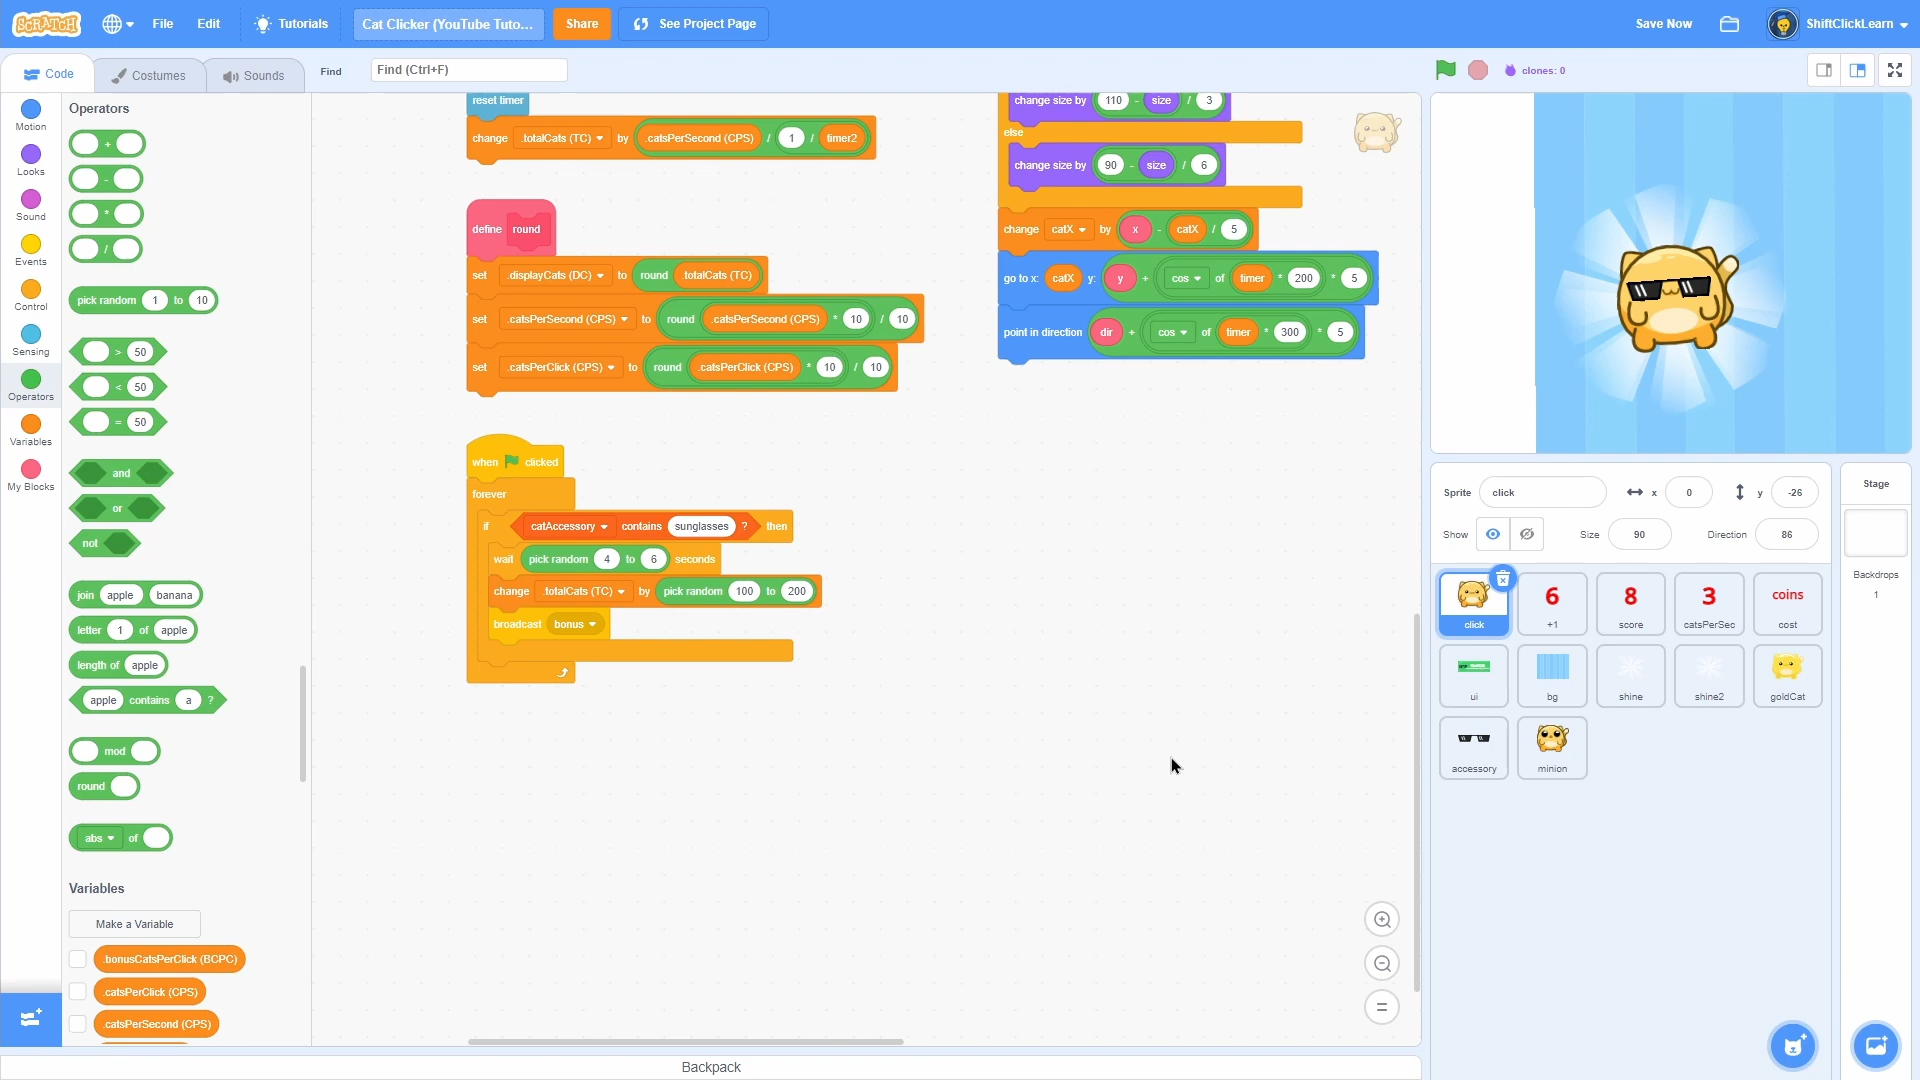 SCRATCH File Edit Tutorials Cat Clicker (YouTube Tuto... Share See Project Page Save Now ShiftClickLearn
Code Costumes Sounds Find Find (Ctrl+F) clones: 0
Motion
Looks
Sound
Events
Control
Sensing
Operators
Variables
My Blocks
Operators
+
-
*
/
pick random 1 to 10
> 50
< 50
= 50
and
or
not
join apple banana
letter 1 of apple
length of apple
apple contains a ?
mod
round
abs of
Variables
Make a Variable
.bonusCatsPerClick (BCPC)
.catsPerClick (CPS)
.catsPerSecond (CPS)
reset timer
change .totalCats (TC) by .catsPerSecond (CPS) / 1 / timer2
define round
set .displayCats (DC) to round .totalCats (TC)
set .catsPerSecond (CPS) to round .catsPerSecond (CPS) * 10 / 10
set .catsPerClick (CPS) to round .catsPerClick (CPS) * 10 / 10
when clicked
forever
if catAccessory contains sunglasses ? then
wait pick random 4 to 6 seconds
change .totalCats (TC) by pick random 100 to 200
broadcast bonus
change size by 110 - size / 3
else
change size by 90 - size / 6
change catX by x - catX / 5
go to x: catX y: y + cos of timer * 200 * 5
point in direction dir + cos of timer * 300 * 5
Sprite click x 0 y -26
Show Size 90 Direction 86
click
6
+1
8
score
3
catsPerSec
coins
cost
ui
bg
shine
shine2
goldCat
accessory
minion
Stage
Backdrops
1
Backpack